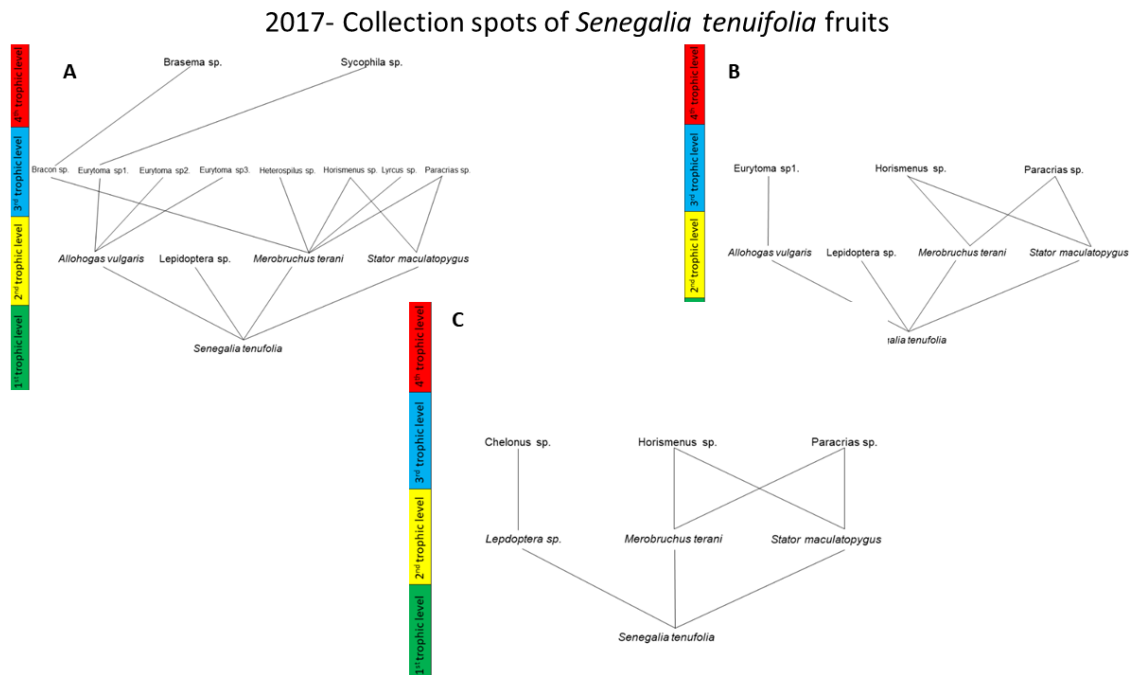 2017- Collection spots of Senegalia tenuifolia fruits
A
4th trophic level
3rd trophic level
2nd trophic level
1st trophic level
Brasema sp. Sycophila sp.
Bracon sp. Eurytoma sp1. Eurytoma sp2. Eurytoma sp3. Heterospilus sp. Horismenus sp. Lyrcus sp. Paracrias sp.
Allohogas vulgaris Lepidoptera sp. Merobruchus terani Stator maculatopygus
Senegalia tenufolia
B
4th trophic level
3rd trophic level
2nd trophic level
Eurytoma sp1. Horismenus sp. Paracrias sp.
Allohogas vulgaris Lepidoptera sp. Merobruchus terani Stator maculatopygus
alia tenufolia
C
4th trophic level
3rd trophic level
2nd trophic level
1st trophic level
Chelonus sp. Horismenus sp. Paracrias sp.
Lepdoptera sp. Merobruchus terani Stator maculatopygus
Senegalia tenufolia